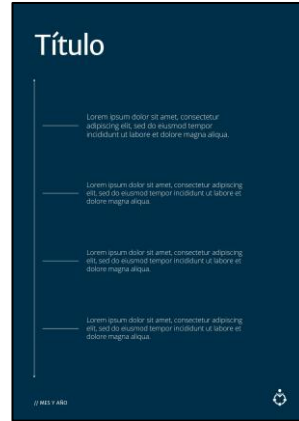 Título
Lorem ipsum dolor sit amet, consectetur
adipiscing elit, sed do eiusmod tempor
incididunt ut labore et dolore magna aliqua.
Lorem ipsum dolor sit amet, consectetur adipiscing
elit, sed do eiusmod tempor incididunt ut labore et
dolore magna aliqua.
Lorem ipsum dolor sit amet, consectetur adipiscing
elit, sed do eiusmod tempor incididunt ut labore et
dolore magna aliqua.
Lorem ipsum dolor sit amet, consectetur adipiscing
elit, sed do eiusmod tempor incididunt ut labore et
dolore magna aliqua.
// MES Y AÑO